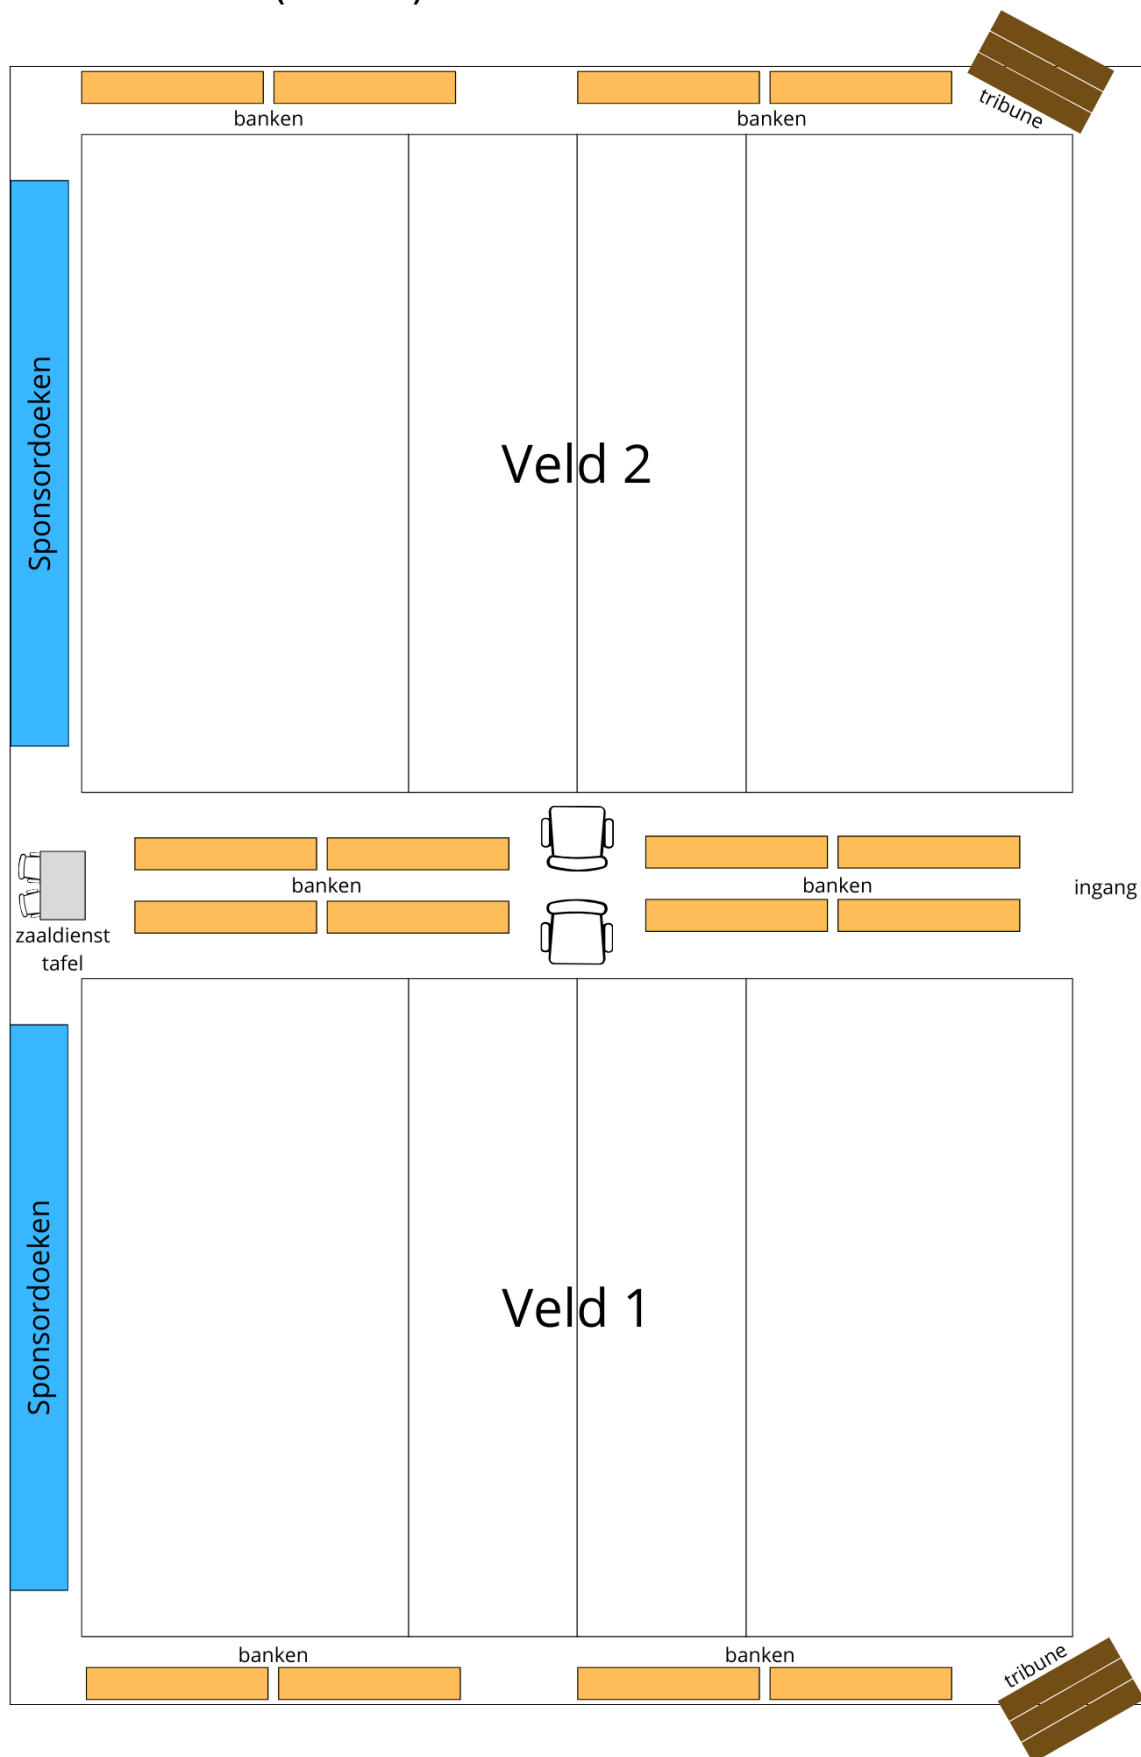 banken
banken
tribune
Sponsordoeken
Veld 2
banken
banken
ingang
zaaldienst
tafel
Sponsordoeken
Veld 1
banken
banken
tribune